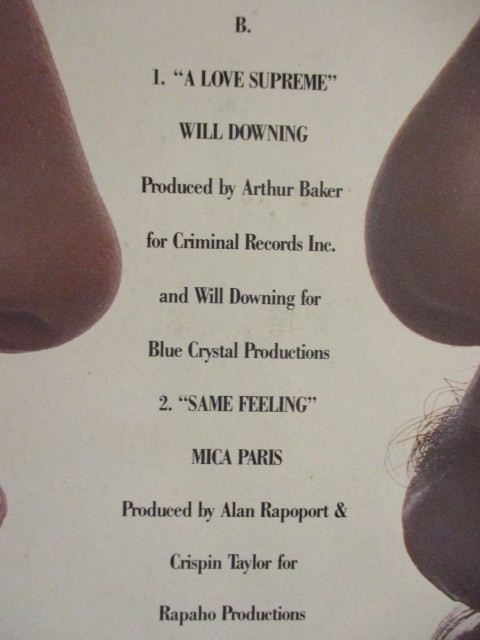 B.
1. “A LOVE SUPREME”
WILL DOWNING
Produced by Arthur Baker
for Criminal Records Inc.
and Will Downing for
Blue Crystal Productions
2. “SAME FEELING”
MICA PARIS
Produced by Alan Rapoport &
Crispin Taylor for
Rapaho Productions